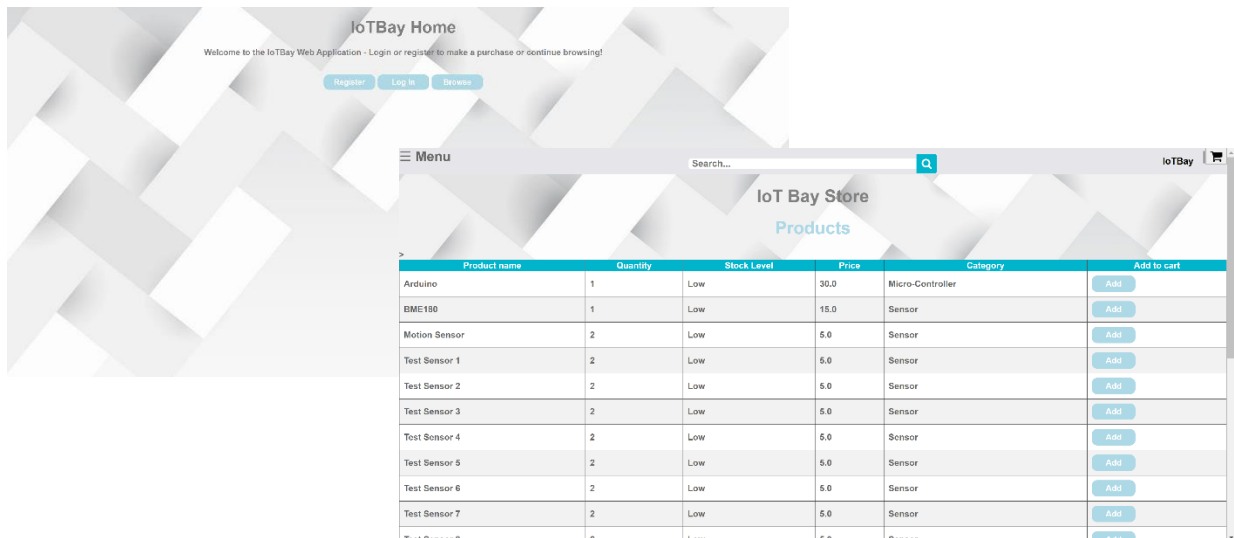 IoTBay Home
Welcome to the IoTBay Web Application - Login or register to make a purchase or continue browsing!
Register Log In Browse
☰ Menu Search... IoTBay
IoT Bay Store
Products
>
Product name Quantity Stock Level Price Category Add to cart
Arduino 1 Low 30.0 Micro-Controller Add
BME180 1 Low 15.0 Sensor Add
Motion Sensor 2 Low 5.0 Sensor Add
Test Sensor 1 2 Low 5.0 Sensor Add
Test Sensor 2 2 Low 5.0 Sensor Add
Test Sensor 3 2 Low 5.0 Sensor Add
Test Sensor 4 2 Low 5.0 Sensor Add
Test Sensor 5 2 Low 5.0 Sensor Add
Test Sensor 6 2 Low 5.0 Sensor Add
Test Sensor 7 2 Low 5.0 Sensor Add